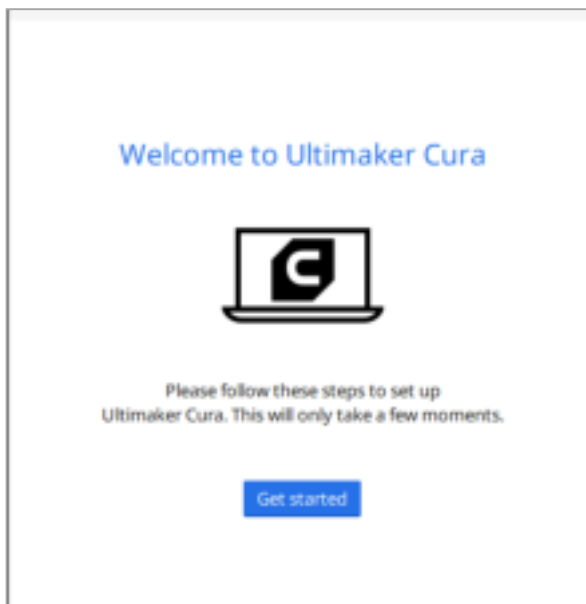 Welcome to Ultimaker Cura
C
Please follow these steps to set up
Ultimaker Cura. This will only take a few moments.
Get started